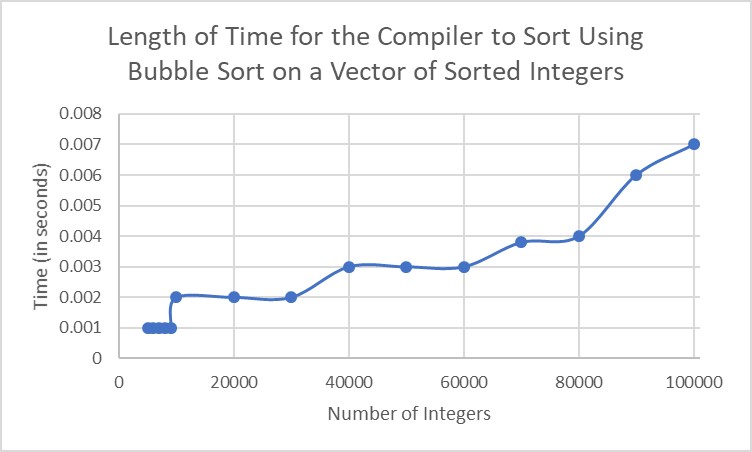 Length of Time for the Compiler to Sort Using
Bubble Sort on a Vector of Sorted Integers
0.008
0.007
0.006
0.005
0.004
0.003
0.002
0.001
0
Time (in seconds)
0 20000 40000 60000 80000 100000
Number of Integers